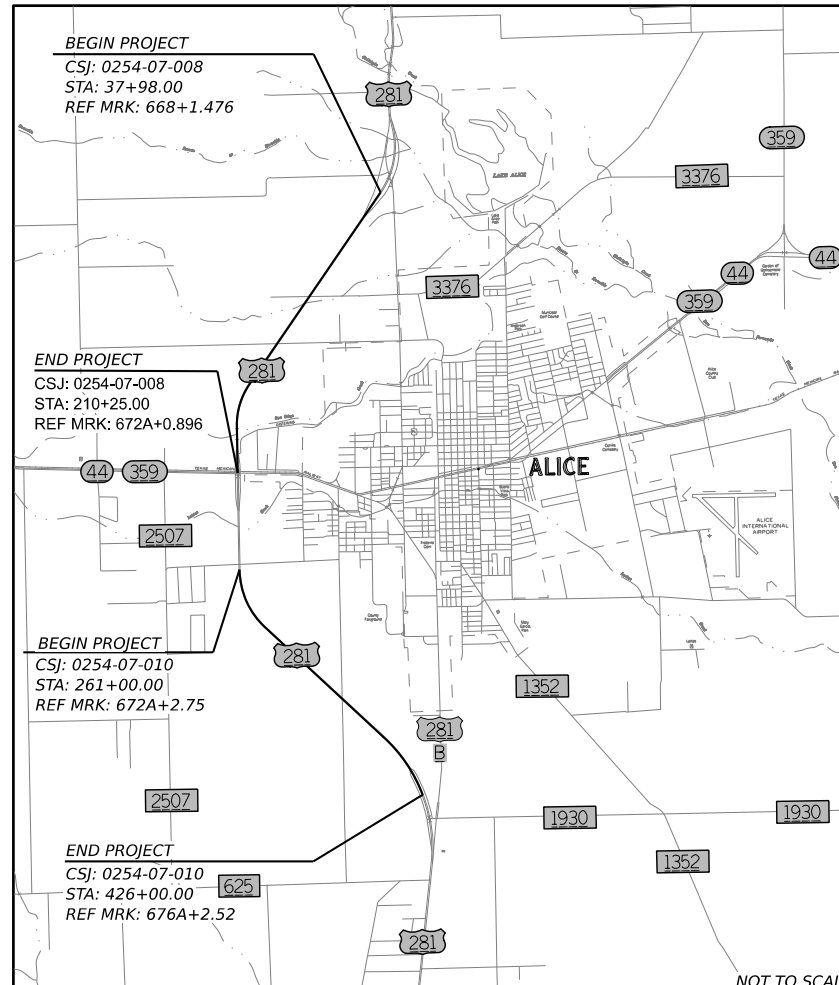 BEGIN PROJECT
CSJ: 0254-07-008
STA: 37+98.00
REF MRK: 668+1.476
281
359
LAKE ALICE
3376
44
44
3376
359
END PROJECT
CSJ: 0254-07-008
STA: 210+25.00
REF MRK: 672A+0.896
281
TEXAS MEXICAN
ALICE
44
359
2507
ALICE
INTERNATIONAL
AIRPORT
BEGIN PROJECT
CSJ: 0254-07-010
STA: 261+00.00
REF MRK: 672A+2.75
281
1352
281
B
2507
1930
1930
END PROJECT
CSJ: 0254-07-010
STA: 426+00.00
REF MRK: 676A+2.52
625
1352
281
NOT TO SCAL